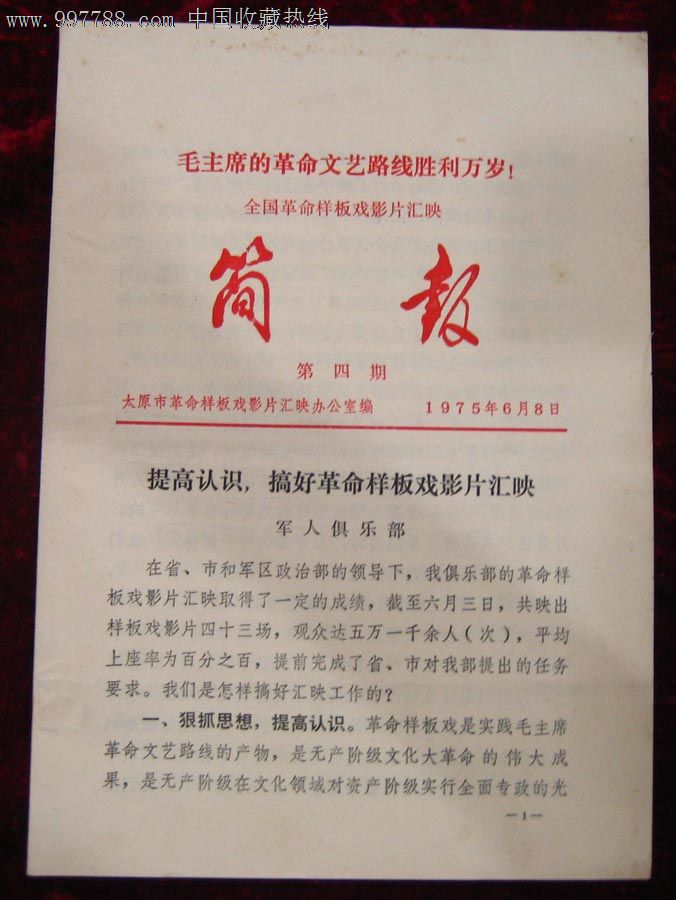 www.997788.com 中国收藏热线
毛主席的革命文艺路线胜利万岁！
全国革命样板戏影片汇映
简报
第四期
太原市革命样板戏影片汇映办公室编 1975年6月8日
提高认识，搞好革命样板戏影片汇映
军人俱乐部
在省、市和军区政治部的领导下，我俱乐部的革命样
板戏影片汇映取得了一定的成绩，截至六月三日，共映出
样板戏影片四十三场，观众达五万一千余人（次），平均
上座率为百分之百，提前完成了省、市对我部提出的任务
要求。我们是怎样搞好汇映工作的？
一、狠抓思想，提高认识。革命样板戏是实践毛主席
革命文艺路线的产物，是无产阶级文化大革命的伟大成
果，是无产阶级在文化领域对资产阶级实行全面专政的光
—1—